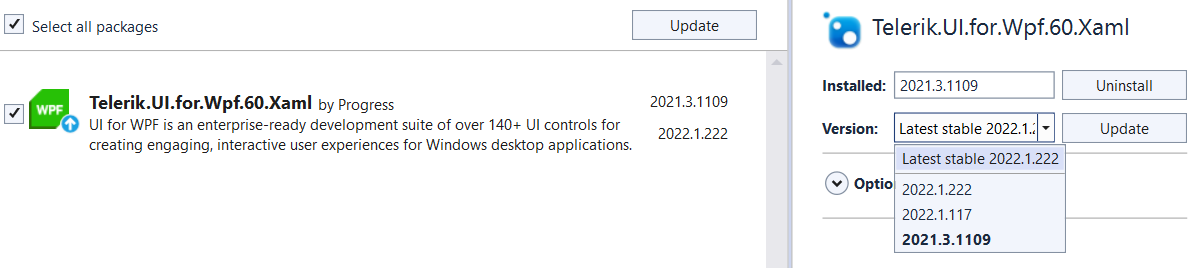 Select all packages
Update
WPF
Telerik.UI.for.Wpf.60.Xaml by Progress
2021.3.1109
UI for WPF is an enterprise-ready development suite of over 140+ UI controls for
2022.1.222
creating engaging, interactive user experiences for Windows desktop applications.
Telerik.UI.for.Wpf.60.Xaml
Installed: 2021.3.1109 Uninstall
Version: Latest stable 2022.1. Update
Latest stable 2022.1.222
Optio
2022.1.222
2022.1.117
2021.3.1109